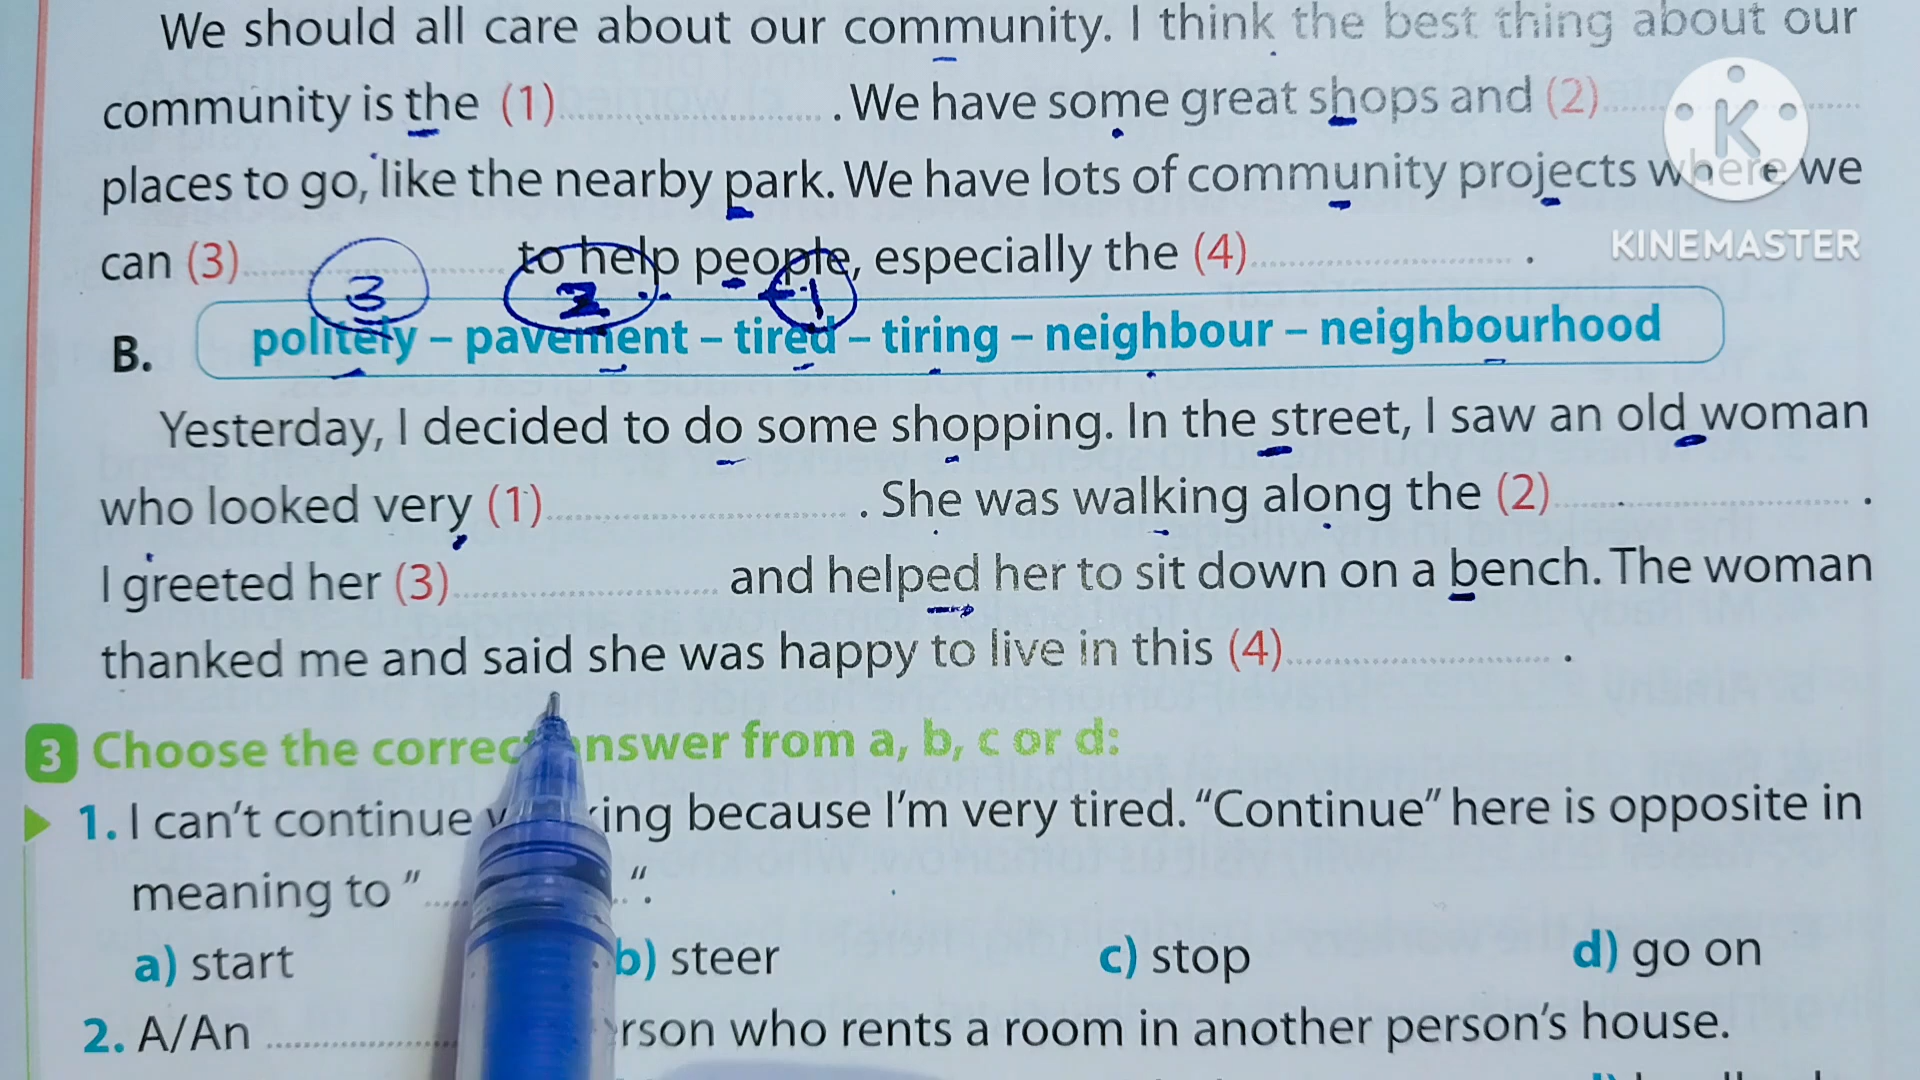 We should all care about our community. I think the best thing about our
community is the (1) ............................ . We have some great shops and (2) ............................
places to go, like the nearby park. We have lots of community projects where we
can (3) ............................ to help people, especially the (4) ............................ .
3 2 1
B. politely – pavement – tired – tiring – neighbour – neighbourhood
Yesterday, I decided to do some shopping. In the street, I saw an old woman
who looked very (1) ............................ . She was walking along the (2) ............................ .
I greeted her (3) ............................ and helped her to sit down on a bench. The woman
thanked me and said she was happy to live in this (4) ............................ .
3 Choose the correct answer from a, b, c or d:
1. I can't continue because I'm very tired. "Continue" here is opposite in
meaning to " ............ ".
a) start b) steer c) stop d) go on
2. A/An ............ who rents a room in another person's house.
K
KINEMASTER